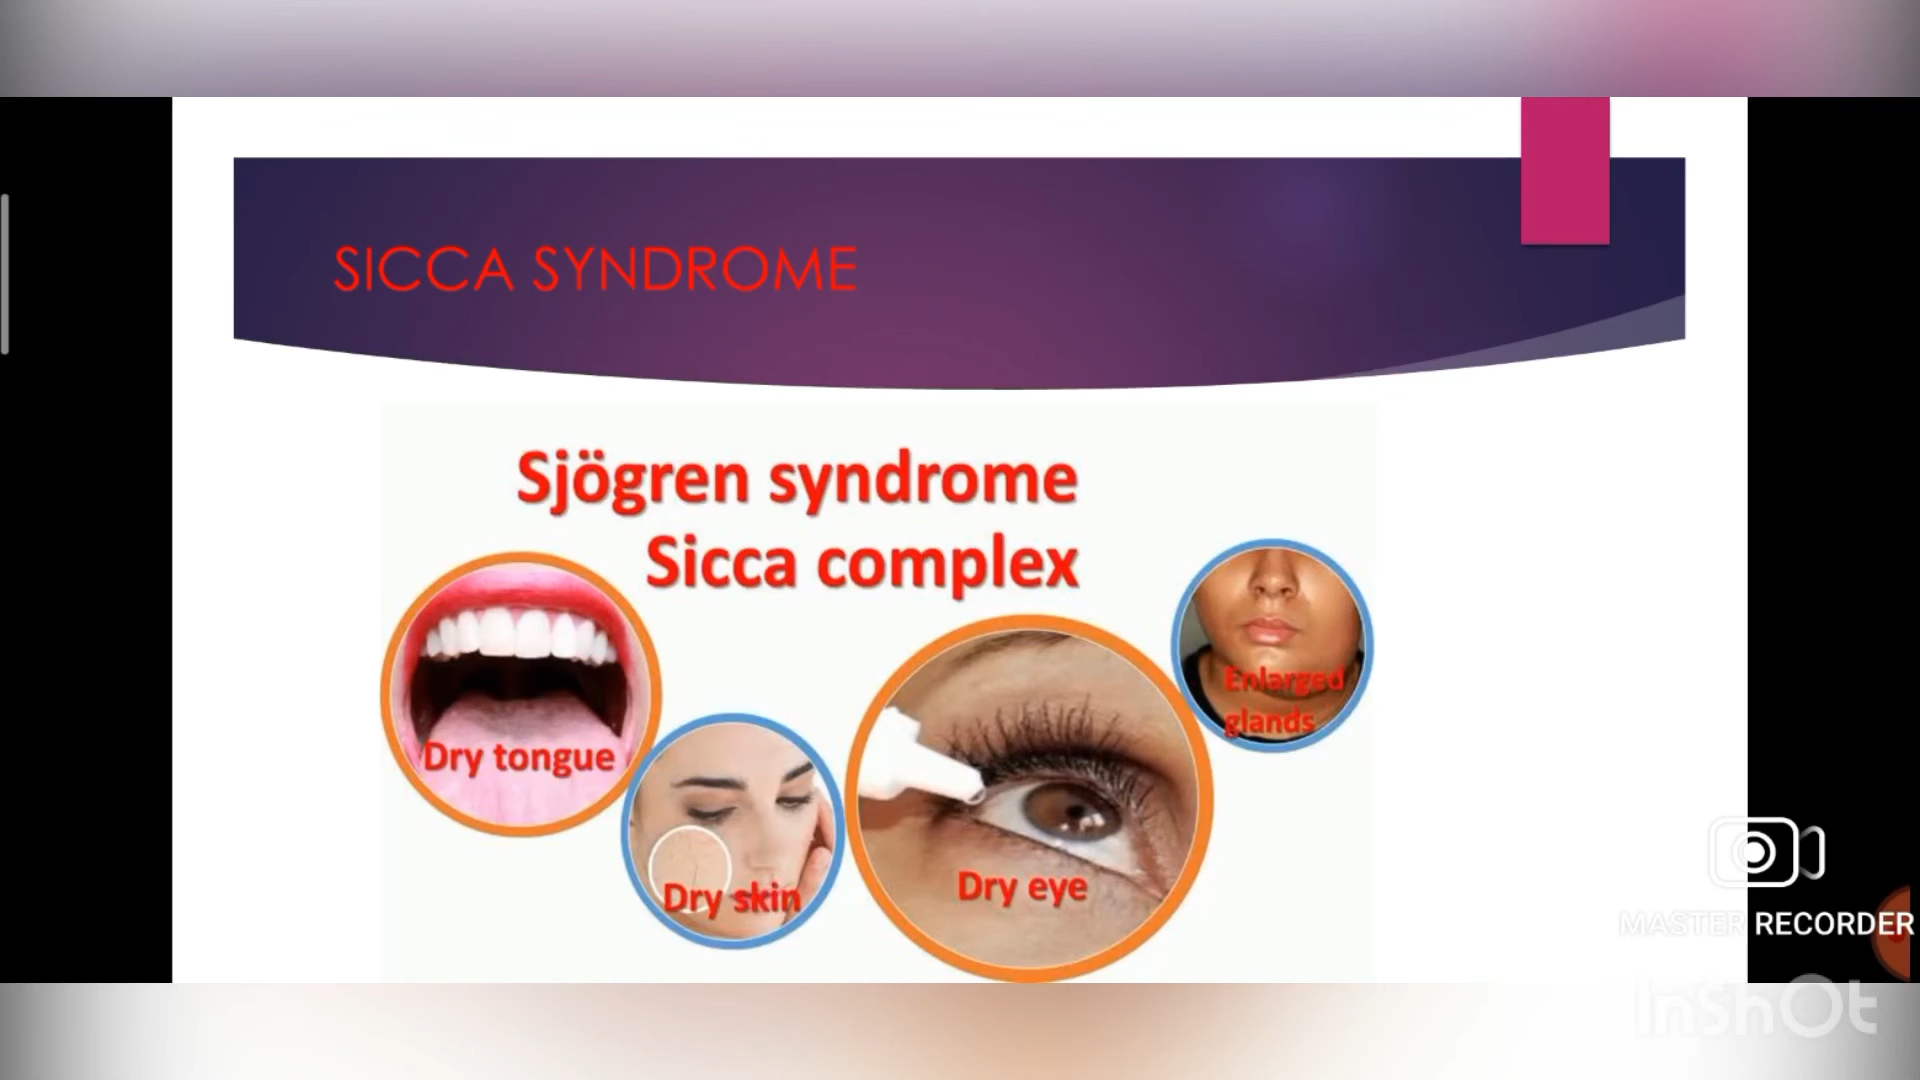 SICCA SYNDROME
Sjögren syndrome
Sicca complex
Enlarged
glands
Dry tongue
Dry skin
Dry eye
MASTER RECORDER
InShOt